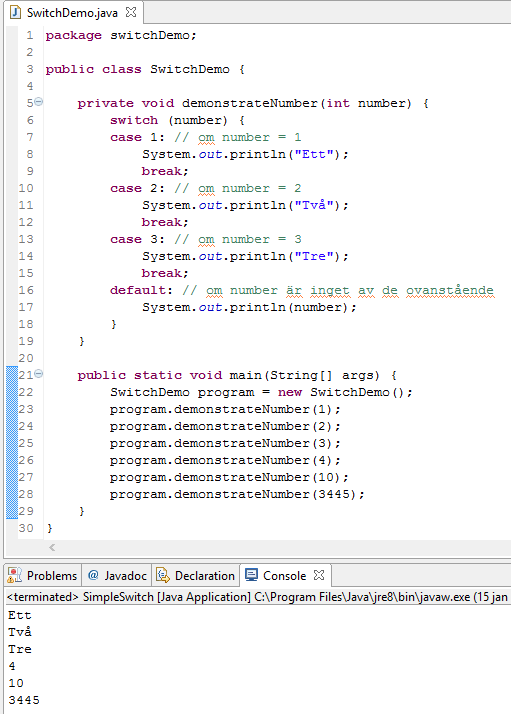 SwitchDemo.java
1 package switchDemo;
2
3 public class SwitchDemo {
4
5 private void demonstrateNumber(int number) {
6 switch (number) {
7 case 1: // om number = 1
8 System.out.println("Ett");
9 break;
10 case 2: // om number = 2
11 System.out.println("Två");
12 break;
13 case 3: // om number = 3
14 System.out.println("Tre");
15 break;
16 default: // om number är inget av de ovanstående
17 System.out.println(number);
18 }
19 }
20
21 public static void main(String[] args) {
22 SwitchDemo program = new SwitchDemo();
23 program.demonstrateNumber(1);
24 program.demonstrateNumber(2);
25 program.demonstrateNumber(3);
26 program.demonstrateNumber(4);
27 program.demonstrateNumber(10);
28 program.demonstrateNumber(3445);
29 }
30 }
Problems @ Javadoc Declaration Console
<terminated> SimpleSwitch [Java Application] C:\Program Files\Java\jre8\bin\javaw.exe (15 jan
Ett
Två
Tre
4
10
3445